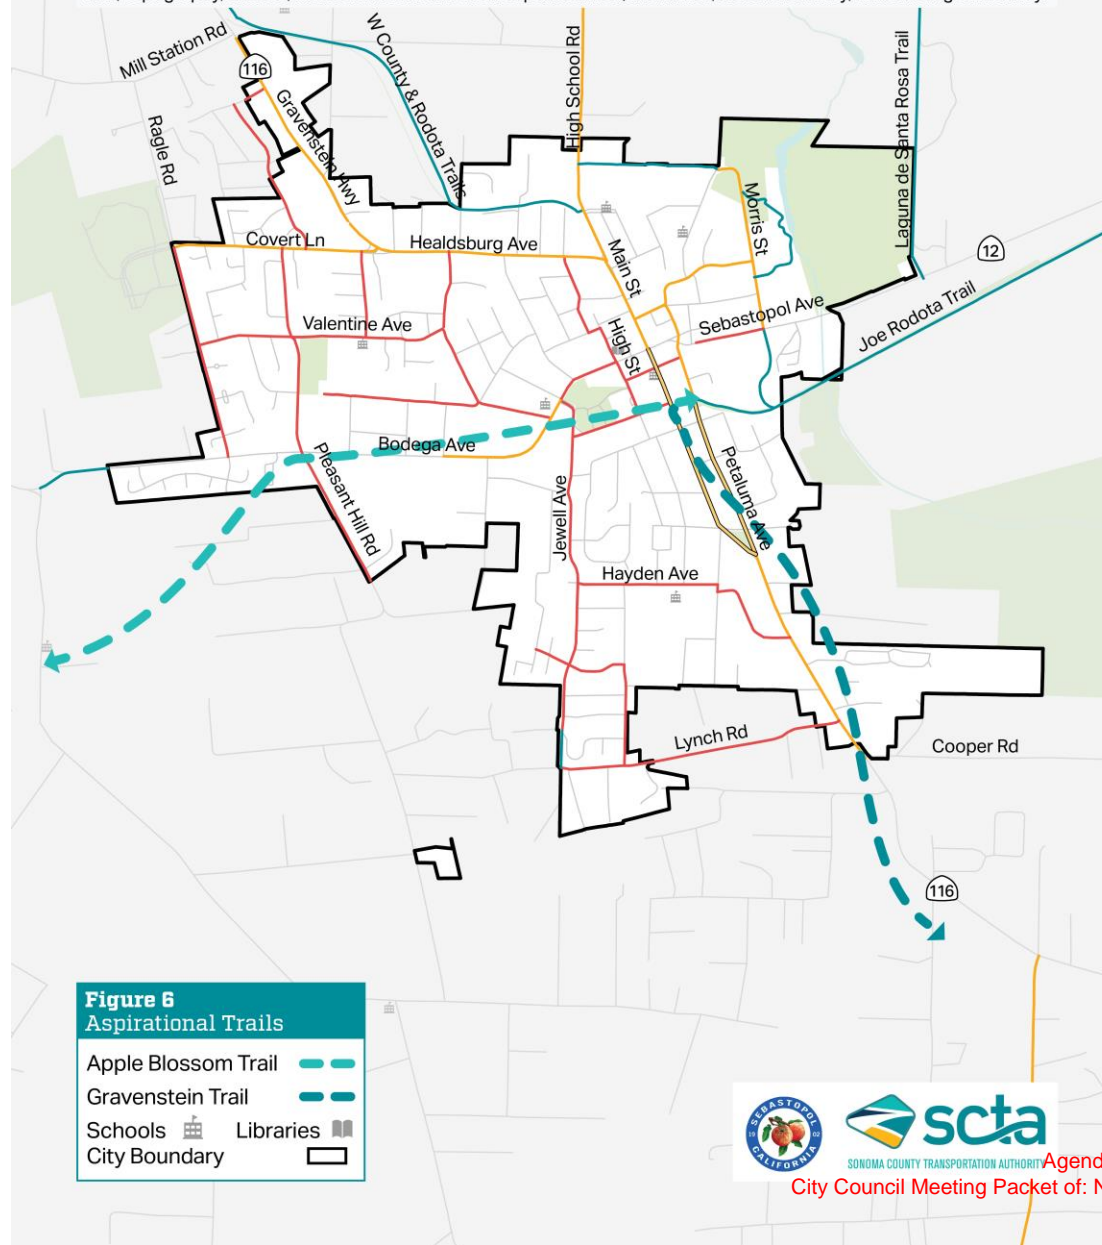 Mill Station Rd
116
W County & Rodota Trails
High School Rd
Laguna de Santa Rosa Trail
Ragle Rd
Gravenstein Hwy
Morris St
Covert Ln
Healdsburg Ave
Main St
12
Valentine Ave
High St
Sebastopol Ave
Joe Rodota Trail
Bodega Ave
Pleasant Hill Rd
Jewell Ave
Petaluma Ave
Hayden Ave
Lynch Rd
Cooper Rd
116
Figure 6
Aspirational Trails
Apple Blossom Trail
Gravenstein Trail
Schools Libraries
City Boundary
SEBASTOPOL
19 02
CALIFORNIA
scta
SONOMA COUNTY TRANSPORTATION AUTHORITY
Agend
City Council Meeting Packet of: N